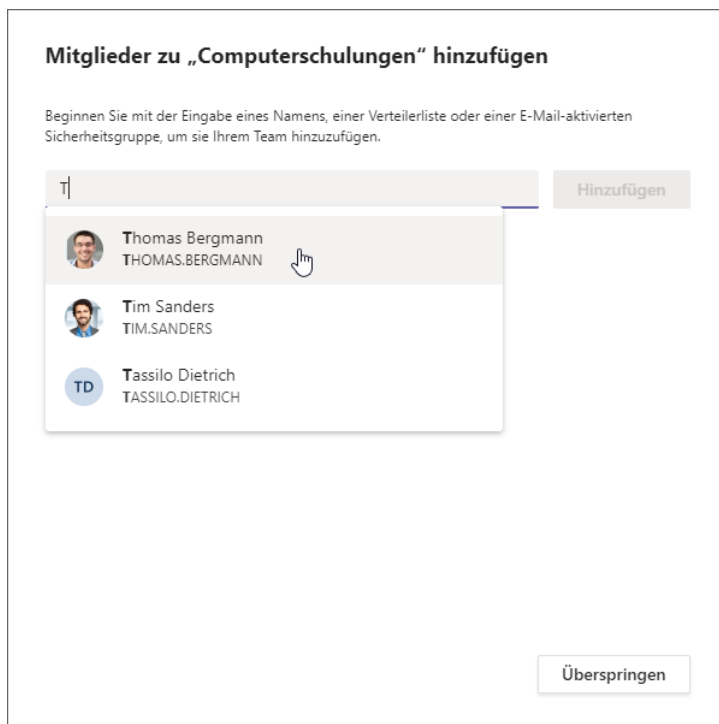 Mitglieder zu „Computerschulungen“ hinzufügen
Beginnen Sie mit der Eingabe eines Namens, einer Verteilerliste oder einer E-Mail-aktivierten
Sicherheitsgruppe, um sie Ihrem Team hinzuzufügen.
T
Hinzufügen
Thomas Bergmann
THOMAS.BERGMANN
Tim Sanders
TIM.SANDERS
TD
Tassilo Dietrich
TASSILO.DIETRICH
Überspringen